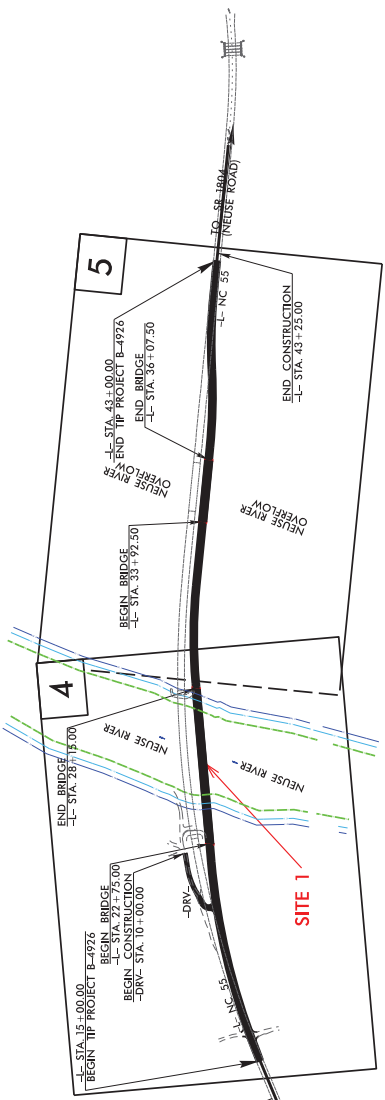 -L- STA. 15+00.00
BEGIN TIP PROJECT B-4926
BEGIN BRIDGE
-L- STA. 22+75.00
BEGIN CONSTRUCTION
-DRV- STA. 10+00.00
-DRV-
-L- NC 55
SITE 1
END BRIDGE
-L- STA. 28+15.00
4
NEUSE RIVER
NEUSE RIVER
BEGIN BRIDGE
-L- STA. 33+92.50
NEUSE RIVER
OVERFLOW
NEUSE RIVER
OVERFLOW
-L- STA. 43+00.00
END TIP PROJECT B-4926
END BRIDGE
-L- STA. 36+07.50
5
-L- NC 55
END CONSTRUCTION
-L- STA. 43+25.00
TO SR 1804
(NEUSE ROAD)